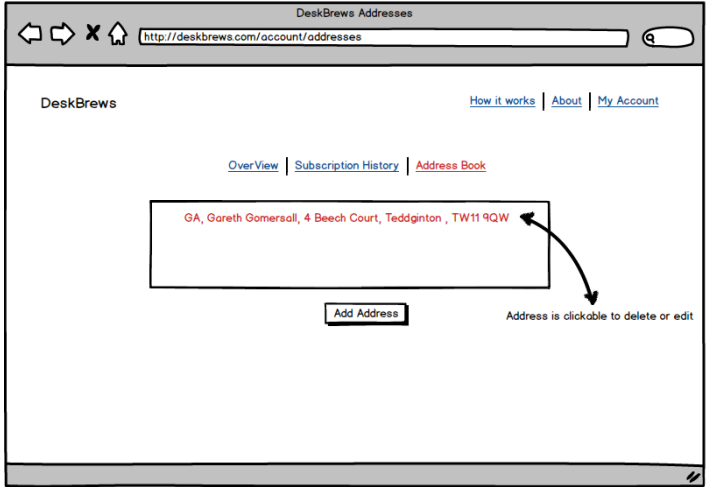 DeskBrews Addresses
http://deskbrews.com/account/addresses
DeskBrews
How it works | About | My Account
OverView | Subscription History | Address Book
GA, Gareth Gomersall, 4 Beech Court, Teddginton , TW11 9QW
Add Address
Address is clickable to delete or edit